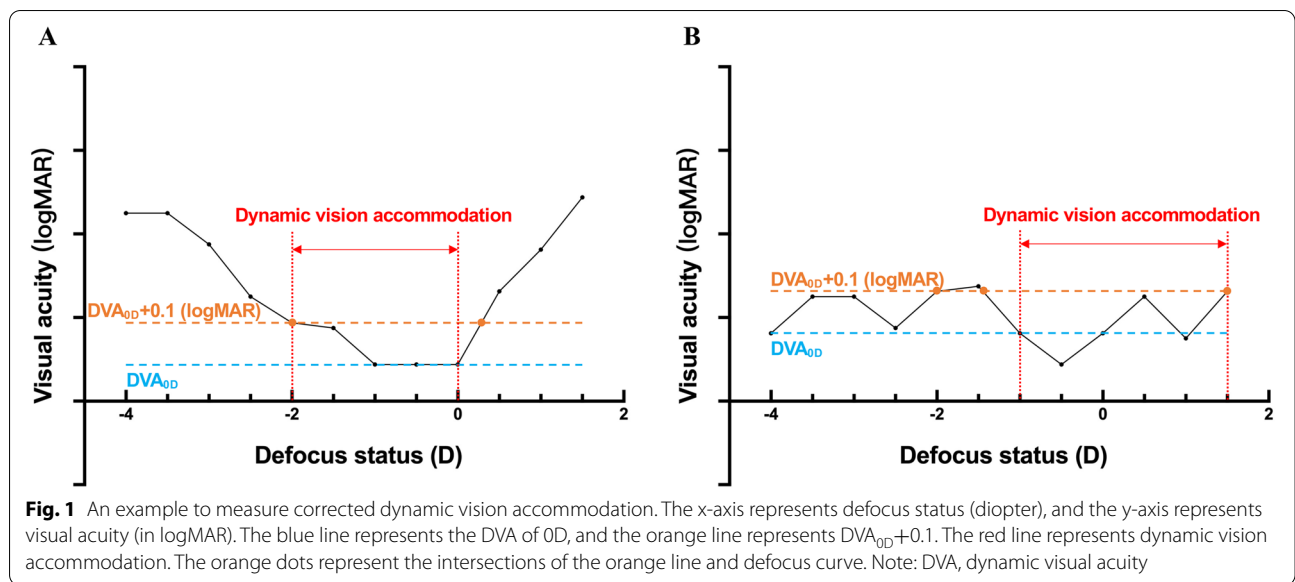 A
Visual acuity (logMAR)
Dynamic vision accommodation
DVA0D+0.1 (logMAR)
DVA0D
-4 -2 0 2
Defocus status (D)
B
Visual acuity (logMAR)
Dynamic vision accommodation
DVA0D+0.1 (logMAR)
DVA0D
-4 -2 0 2
Defocus status (D)
Fig. 1 An example to measure corrected dynamic vision accommodation. The x-axis represents defocus status (diopter), and the y-axis represents
visual acuity (in logMAR). The blue line represents the DVA of 0D, and the orange line represents DVA0D+0.1. The red line represents dynamic vision
accommodation. The orange dots represent the intersections of the orange line and defocus curve. Note: DVA, dynamic visual acuity